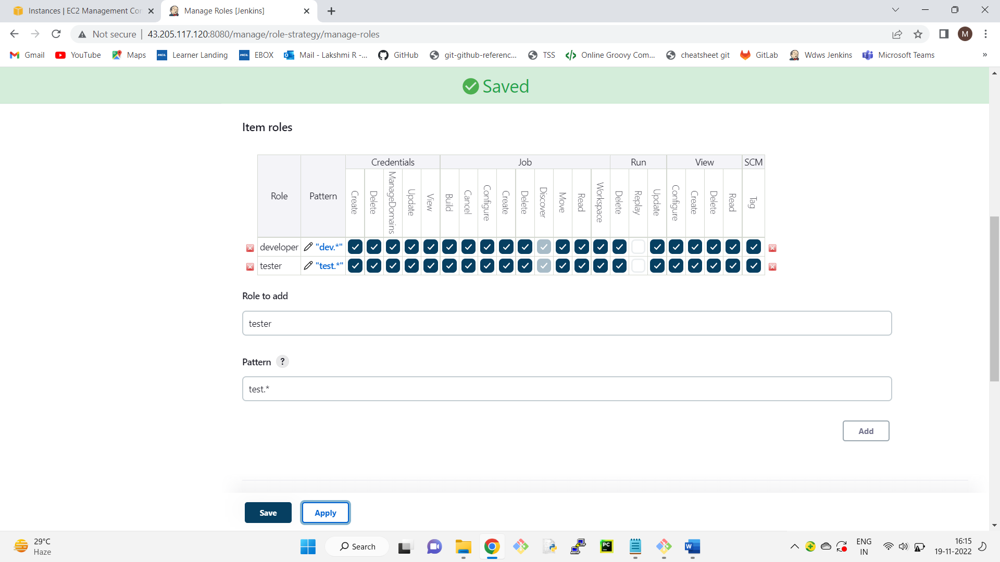 Instances | EC2 Management Con
Manage Roles [Jenkins]
Not secure
43.205.117.120:8080/manage/role-strategy/manage-roles
M
Gmail
YouTube
Maps
HCL
Learner Landing
HCL
EBOX
Mail - Lakshmi R -...
GitHub
git-github-referenc...
TSS
Online Groovy Com...
cheatsheet git
GitLab
Wdws Jenkins
Microsoft Teams
»
Saved
Item roles
Role
Pattern
Credentials
Job
Run
View
SCM
Create
Delete
ManageDomains
Update
View
Build
Cancel
Configure
Create
Delete
Discover
Move
Read
Workspace
Delete
Replay
Update
Configure
Create
Delete
Read
Tag
developer "dev.*"
tester "test.*"
Role to add
tester
Pattern ?
test.*
Add
Save
Apply
29°C
Haze
Search
PC
W
ENG
IN
16:15
19-11-2022